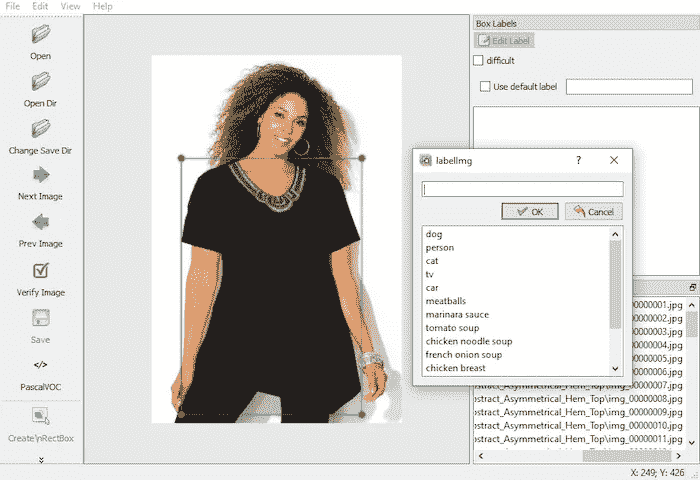 File Edit View Help
Open
Open Dir
Change Save Dir
Next Image
Prev Image
Verify Image
Save
</>
PascalVOC
Create\nRectBox
Box Labels
Edit Label
difficult
Use default label
labelImg
?
OK
Cancel
dog
person
cat
tv
car
meatballs
marinara sauce
tomato soup
chicken noodle soup
french onion soup
chicken breast
00000001.jpg
00000002.jpg
00000003.jpg
00000004.jpg
00000005.jpg
00000006.jpg
ostract_Asymmetrical_Hem_Top\img_00000007.jpg
ostract_Asymmetrical_Hem_Top\img_00000008.jpg
ostract_Asymmetrical_Hem_Top\img_00000009.jpg
ostract_Asymmetrical_Hem_Top\img_00000010.jpg
ostract_Asymmetrical_Hem_Top\img_00000011.jpg
X: 249; Y: 426